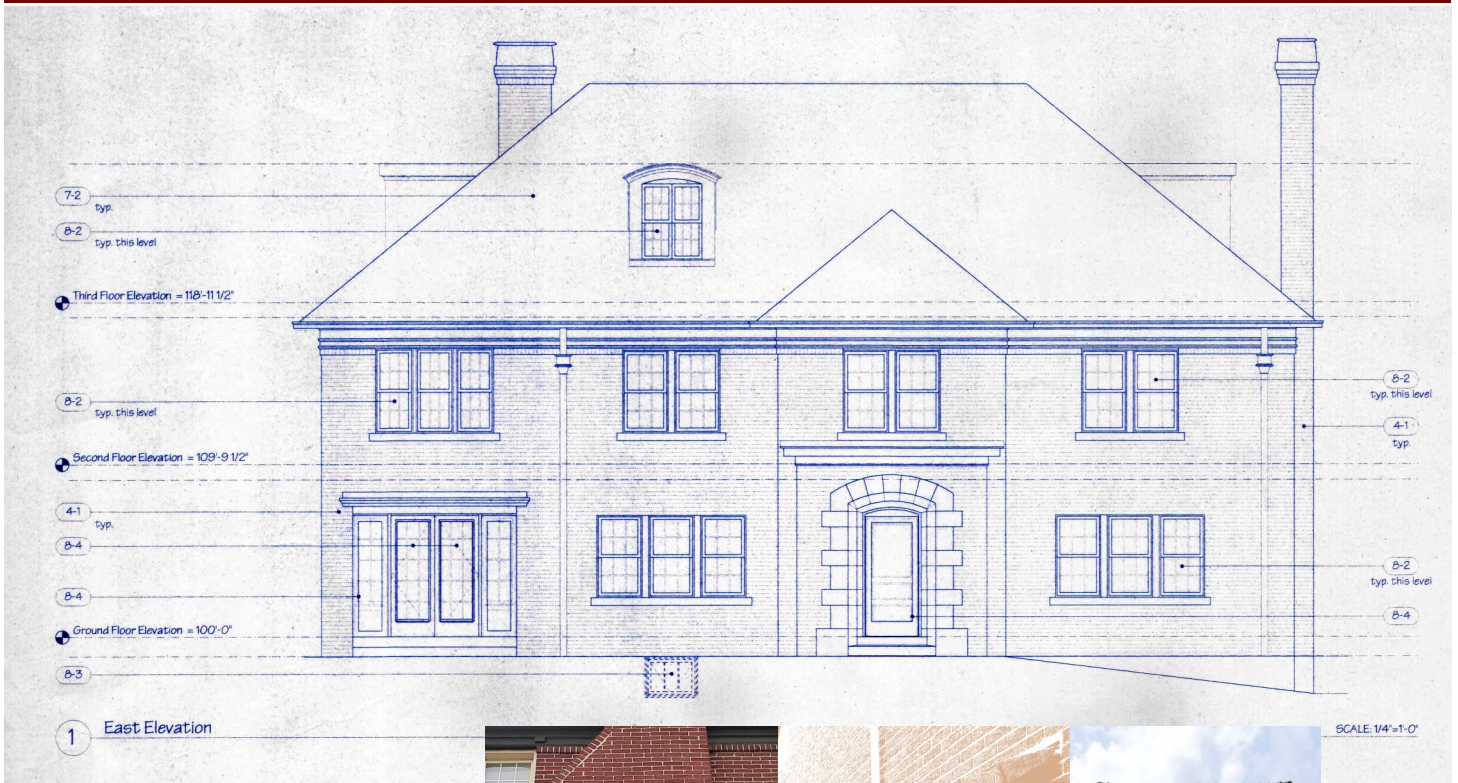 7-2
typ.
8-2
typ. this level
Third Floor Elevation = 118'-11 1/2"
8-2
typ. this level
8-2
typ. this level
4-1
typ.
Second Floor Elevation = 109'-9 1/2"
4-1
typ.
8-4
8-2
typ. this level
8-4
8-4
Ground Floor Elevation = 100'-0"
8-3
1
East Elevation
SCALE: 1/4"=1'-0"